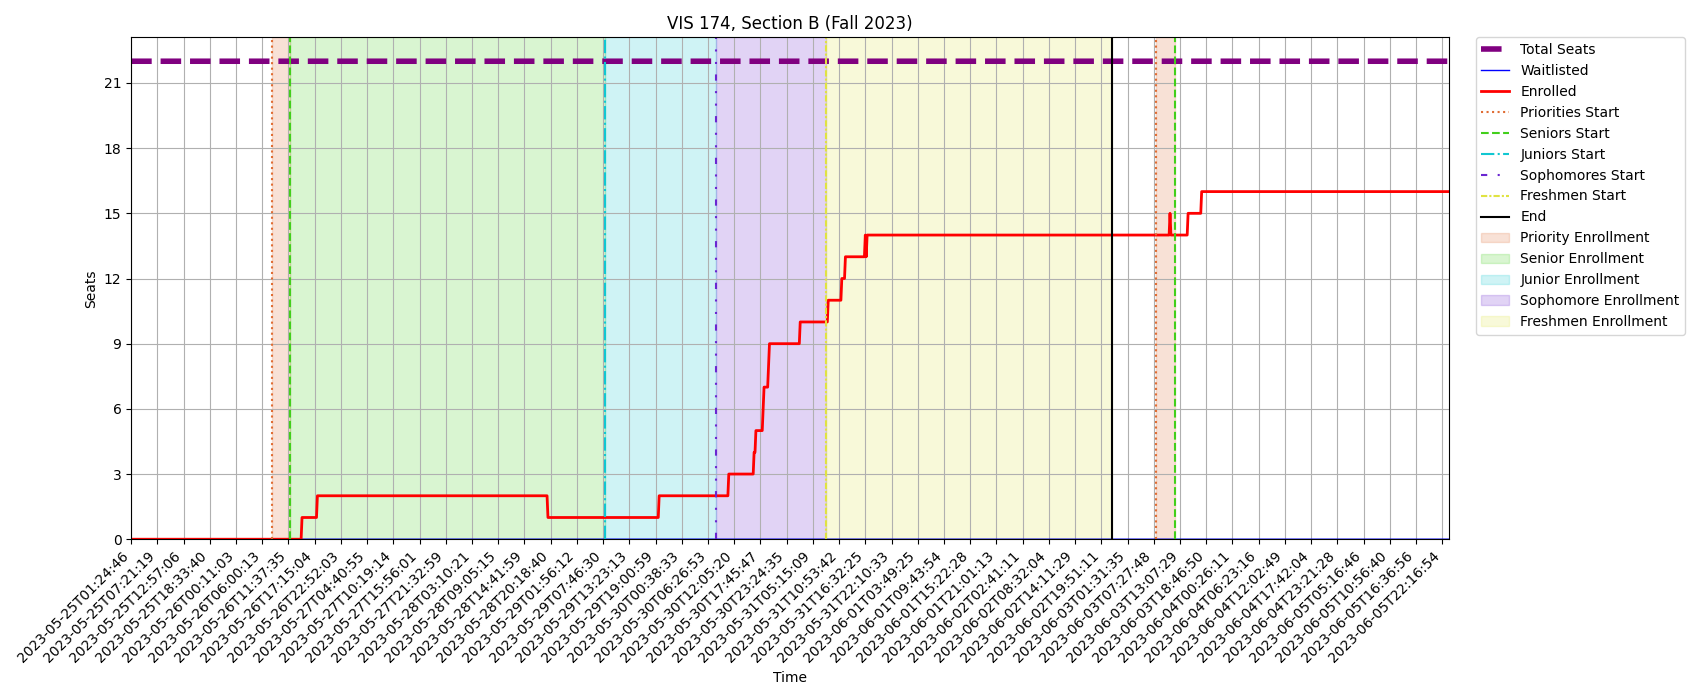 VIS 174, Section B (Fall 2023)
Seats
21
18
15
12
9
6
3
0
2023-05-25T01:24:46
2023-05-25T07:21:19
2023-05-25T12:57:06
2023-05-25T18:33:40
2023-05-26T00:11:03
2023-05-26T06:00:13
2023-05-26T11:37:35
2023-05-26T17:15:04
2023-05-26T22:52:03
2023-05-27T04:40:55
2023-05-27T10:19:14
2023-05-27T15:56:01
2023-05-27T21:32:59
2023-05-28T03:10:21
2023-05-28T09:05:15
2023-05-28T14:41:59
2023-05-28T20:18:40
2023-05-29T01:56:12
2023-05-29T07:46:30
2023-05-29T13:23:13
2023-05-29T19:00:59
2023-05-30T00:38:33
2023-05-30T06:26:53
2023-05-30T12:05:20
2023-05-30T17:45:47
2023-05-30T23:24:35
2023-05-31T05:15:09
2023-05-31T10:53:42
2023-05-31T16:32:25
2023-05-31T22:10:33
2023-06-01T03:49:25
2023-06-01T09:43:54
2023-06-01T15:22:28
2023-06-01T21:01:13
2023-06-02T02:41:11
2023-06-02T08:32:04
2023-06-02T14:11:29
2023-06-02T19:51:11
2023-06-03T01:31:35
2023-06-03T07:27:48
2023-06-03T13:07:29
2023-06-03T18:46:50
2023-06-04T00:26:11
2023-06-04T06:23:16
2023-06-04T12:02:49
2023-06-04T17:42:04
2023-06-04T23:21:28
2023-06-05T05:16:46
2023-06-05T10:56:40
2023-06-05T16:36:56
2023-06-05T22:16:54
Time
Total Seats
Waitlisted
Enrolled
Priorities Start
Seniors Start
Juniors Start
Sophomores Start
Freshmen Start
End
Priority Enrollment
Senior Enrollment
Junior Enrollment
Sophomore Enrollment
Freshmen Enrollment